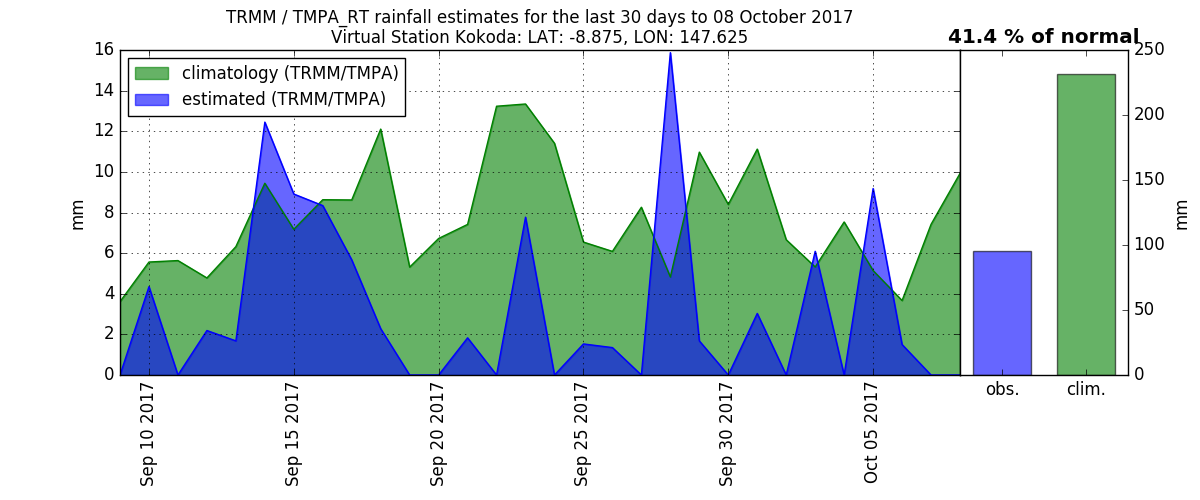 TRMM / TMPA_RT rainfall estimates for the last 30 days to 08 October 2017
Virtual Station Kokoda: LAT: -8.875, LON: 147.625
41.4 % of normal
climatology (TRMM/TMPA)
estimated (TRMM/TMPA)
16
14
12
10
8
6
4
2
0
mm
Sep 10 2017
Sep 15 2017
Sep 20 2017
Sep 25 2017
Sep 30 2017
Oct 05 2017
250
200
150
100
50
0
mm
obs.
clim.